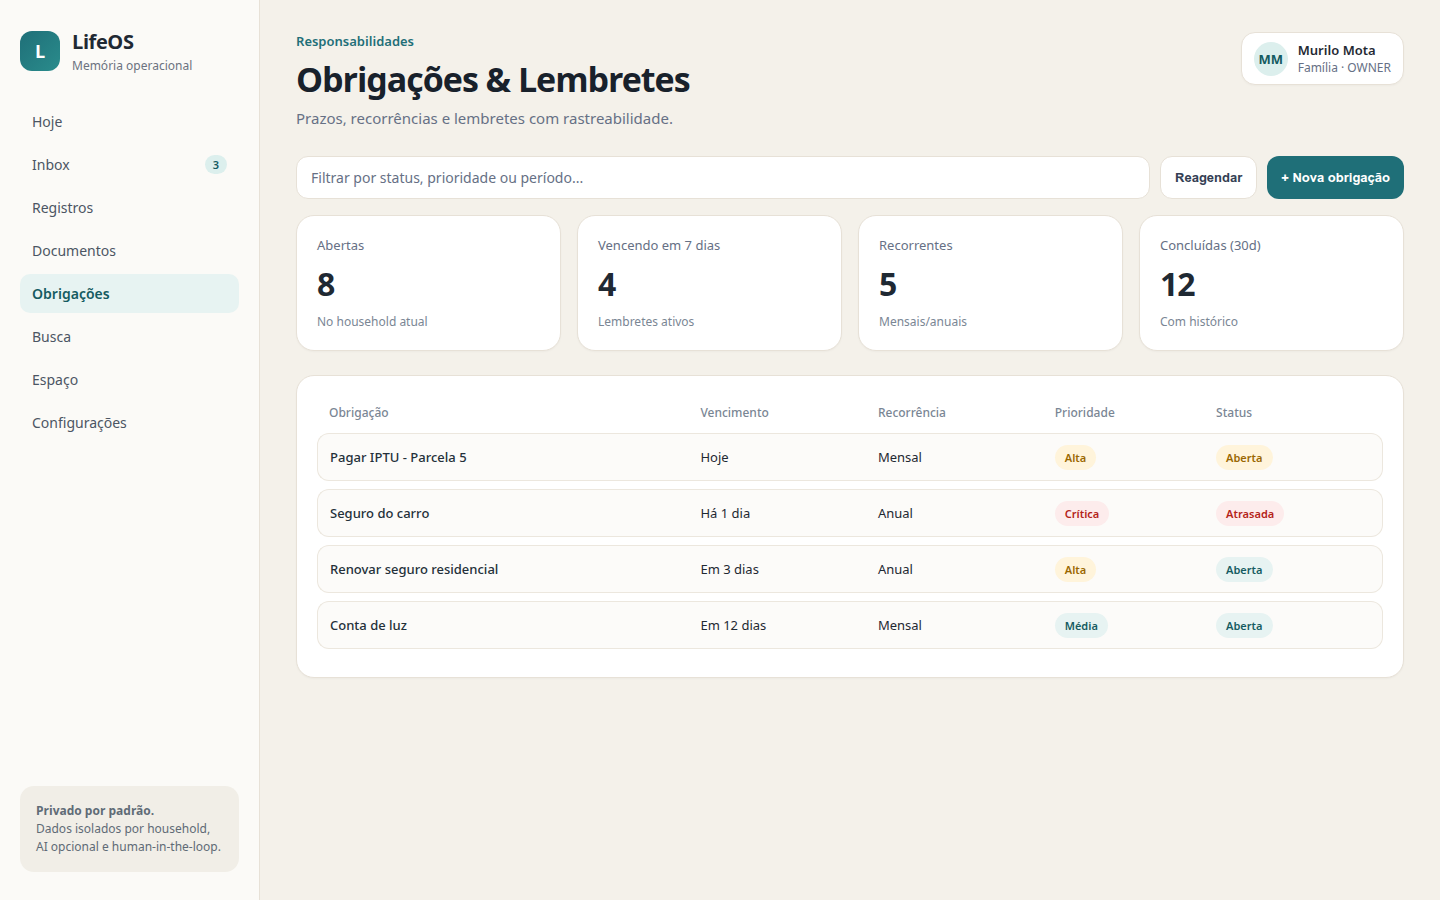 L
LifeOS
Memória operacional
Hoje
Inbox 3
Registros
Documentos
Obrigações
Busca
Espaço
Configurações
Privado por padrão.
Dados isolados por household,
AI opcional e human-in-the-loop.
Responsabilidades
Obrigações & Lembretes
Prazos, recorrências e lembretes com rastreabilidade.
MM
Murilo Mota
Família · OWNER
Filtrar por status, prioridade ou período...
Reagendar
+ Nova obrigação
Abertas
8
No household atual
Vencendo em 7 dias
4
Lembretes ativos
Recorrentes
5
Mensais/anuais
Concluídas (30d)
12
Com histórico
Obrigação Vencimento Recorrência Prioridade Status
Pagar IPTU - Parcela 5 Hoje Mensal Alta Aberta
Seguro do carro Há 1 dia Anual Crítica Atrasada
Renovar seguro residencial Em 3 dias Anual Alta Aberta
Conta de luz Em 12 dias Mensal Média Aberta